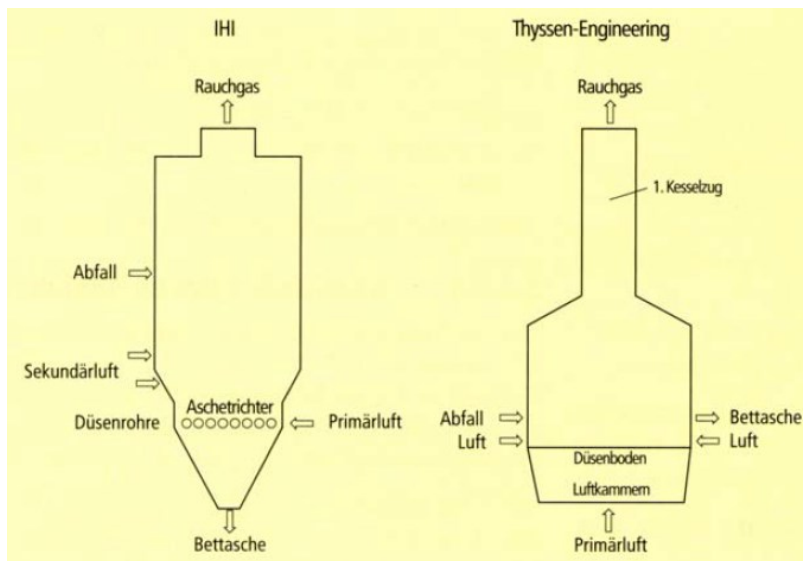 IHI
Rauchgas
Abfall
Sekundärluft
Aschetrichter
Düsenrohre
Primärluft
Bettasche
Thyssen-Engineering
Rauchgas
1. Kesselzug
Abfall
Luft
Bettasche
Luft
Düsenboden
Luftkammern
Primärluft